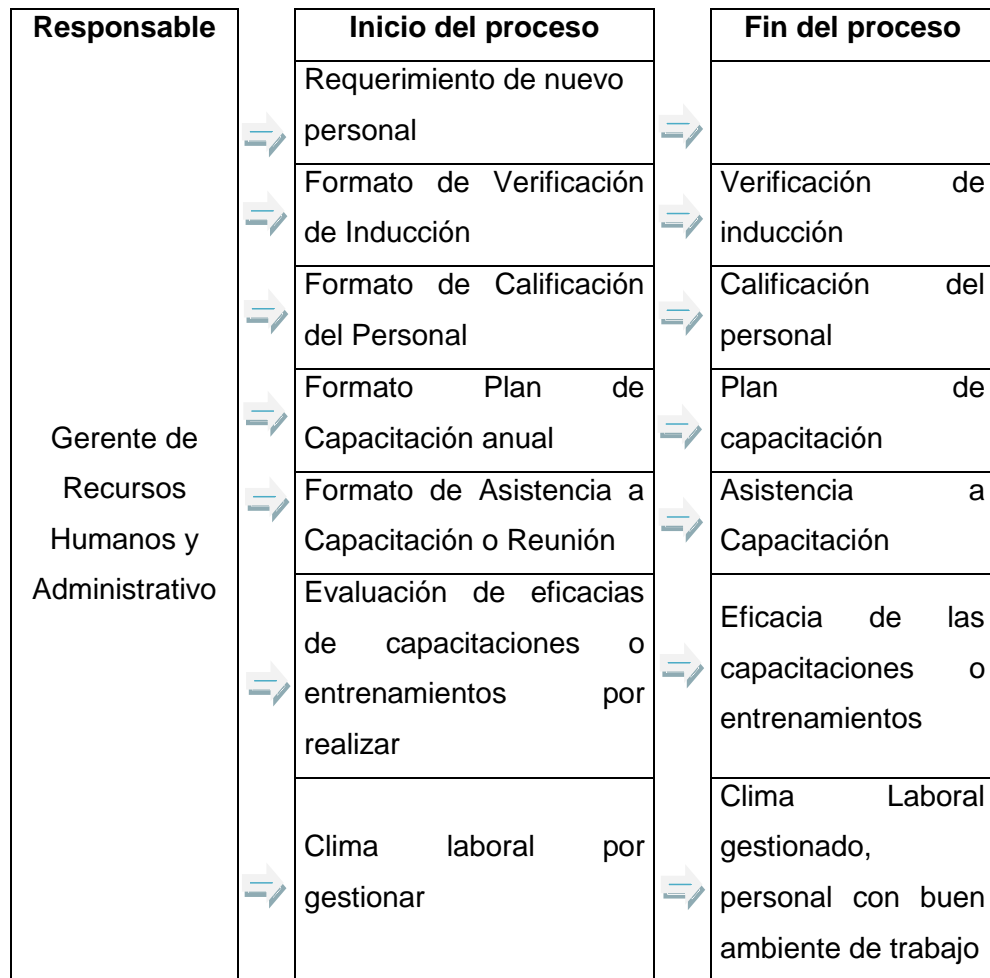 Responsable
Inicio del proceso
Fin del proceso
Requerimiento de nuevo
personal
Formato de Verificación
de Inducción
Verificación de
inducción
Formato de Calificación
del Personal
Calificación del
personal
Formato Plan de
Capacitación anual
Plan de
capacitación
Gerente de
Recursos
Humanos y
Administrativo
Formato de Asistencia a
Capacitación o Reunión
Asistencia a
Capacitación
Evaluación de eficacias
de capacitaciones o
entrenamientos por
realizar
Eficacia de las
capacitaciones o
entrenamientos
Clima laboral por
gestionar
Clima Laboral
gestionado,
personal con buen
ambiente de trabajo